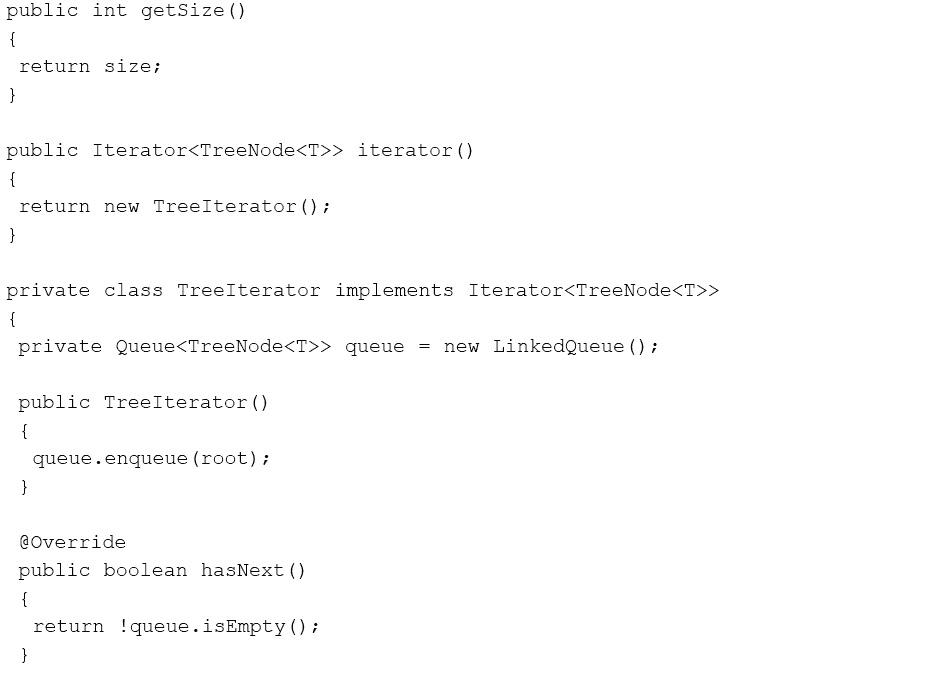 public int getSize()
{
return size;
}
public Iterator<TreeNode<T>> iterator()
{
return new TreeIterator();
}
private class TreeIterator implements Iterator<TreeNode<T>>
{
private Queue<TreeNode<T>> queue = new LinkedQueue();
public TreeIterator()
{
queue.enqueue(root);
}
@Override
public boolean hasNext()
{
return !queue.isEmpty();
}